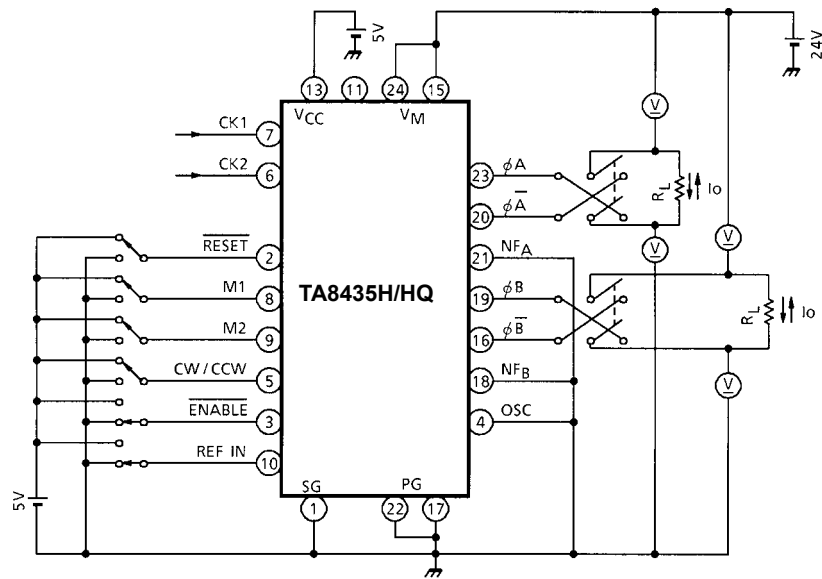 5V
24V
13
11
24
15
VCC
VM
CK1
7
CK2
6
RESET
2
M1
8
M2
9
CW / CCW
5
ENABLE
3
REF IN
10
TA8435H/HQ
23
φA
20
φA
21
NFA
19
φB
16
φB
18
NFB
4
OSC
V
RL
Io
V
V
RL
Io
V
5V
SG
1
PG
22
17